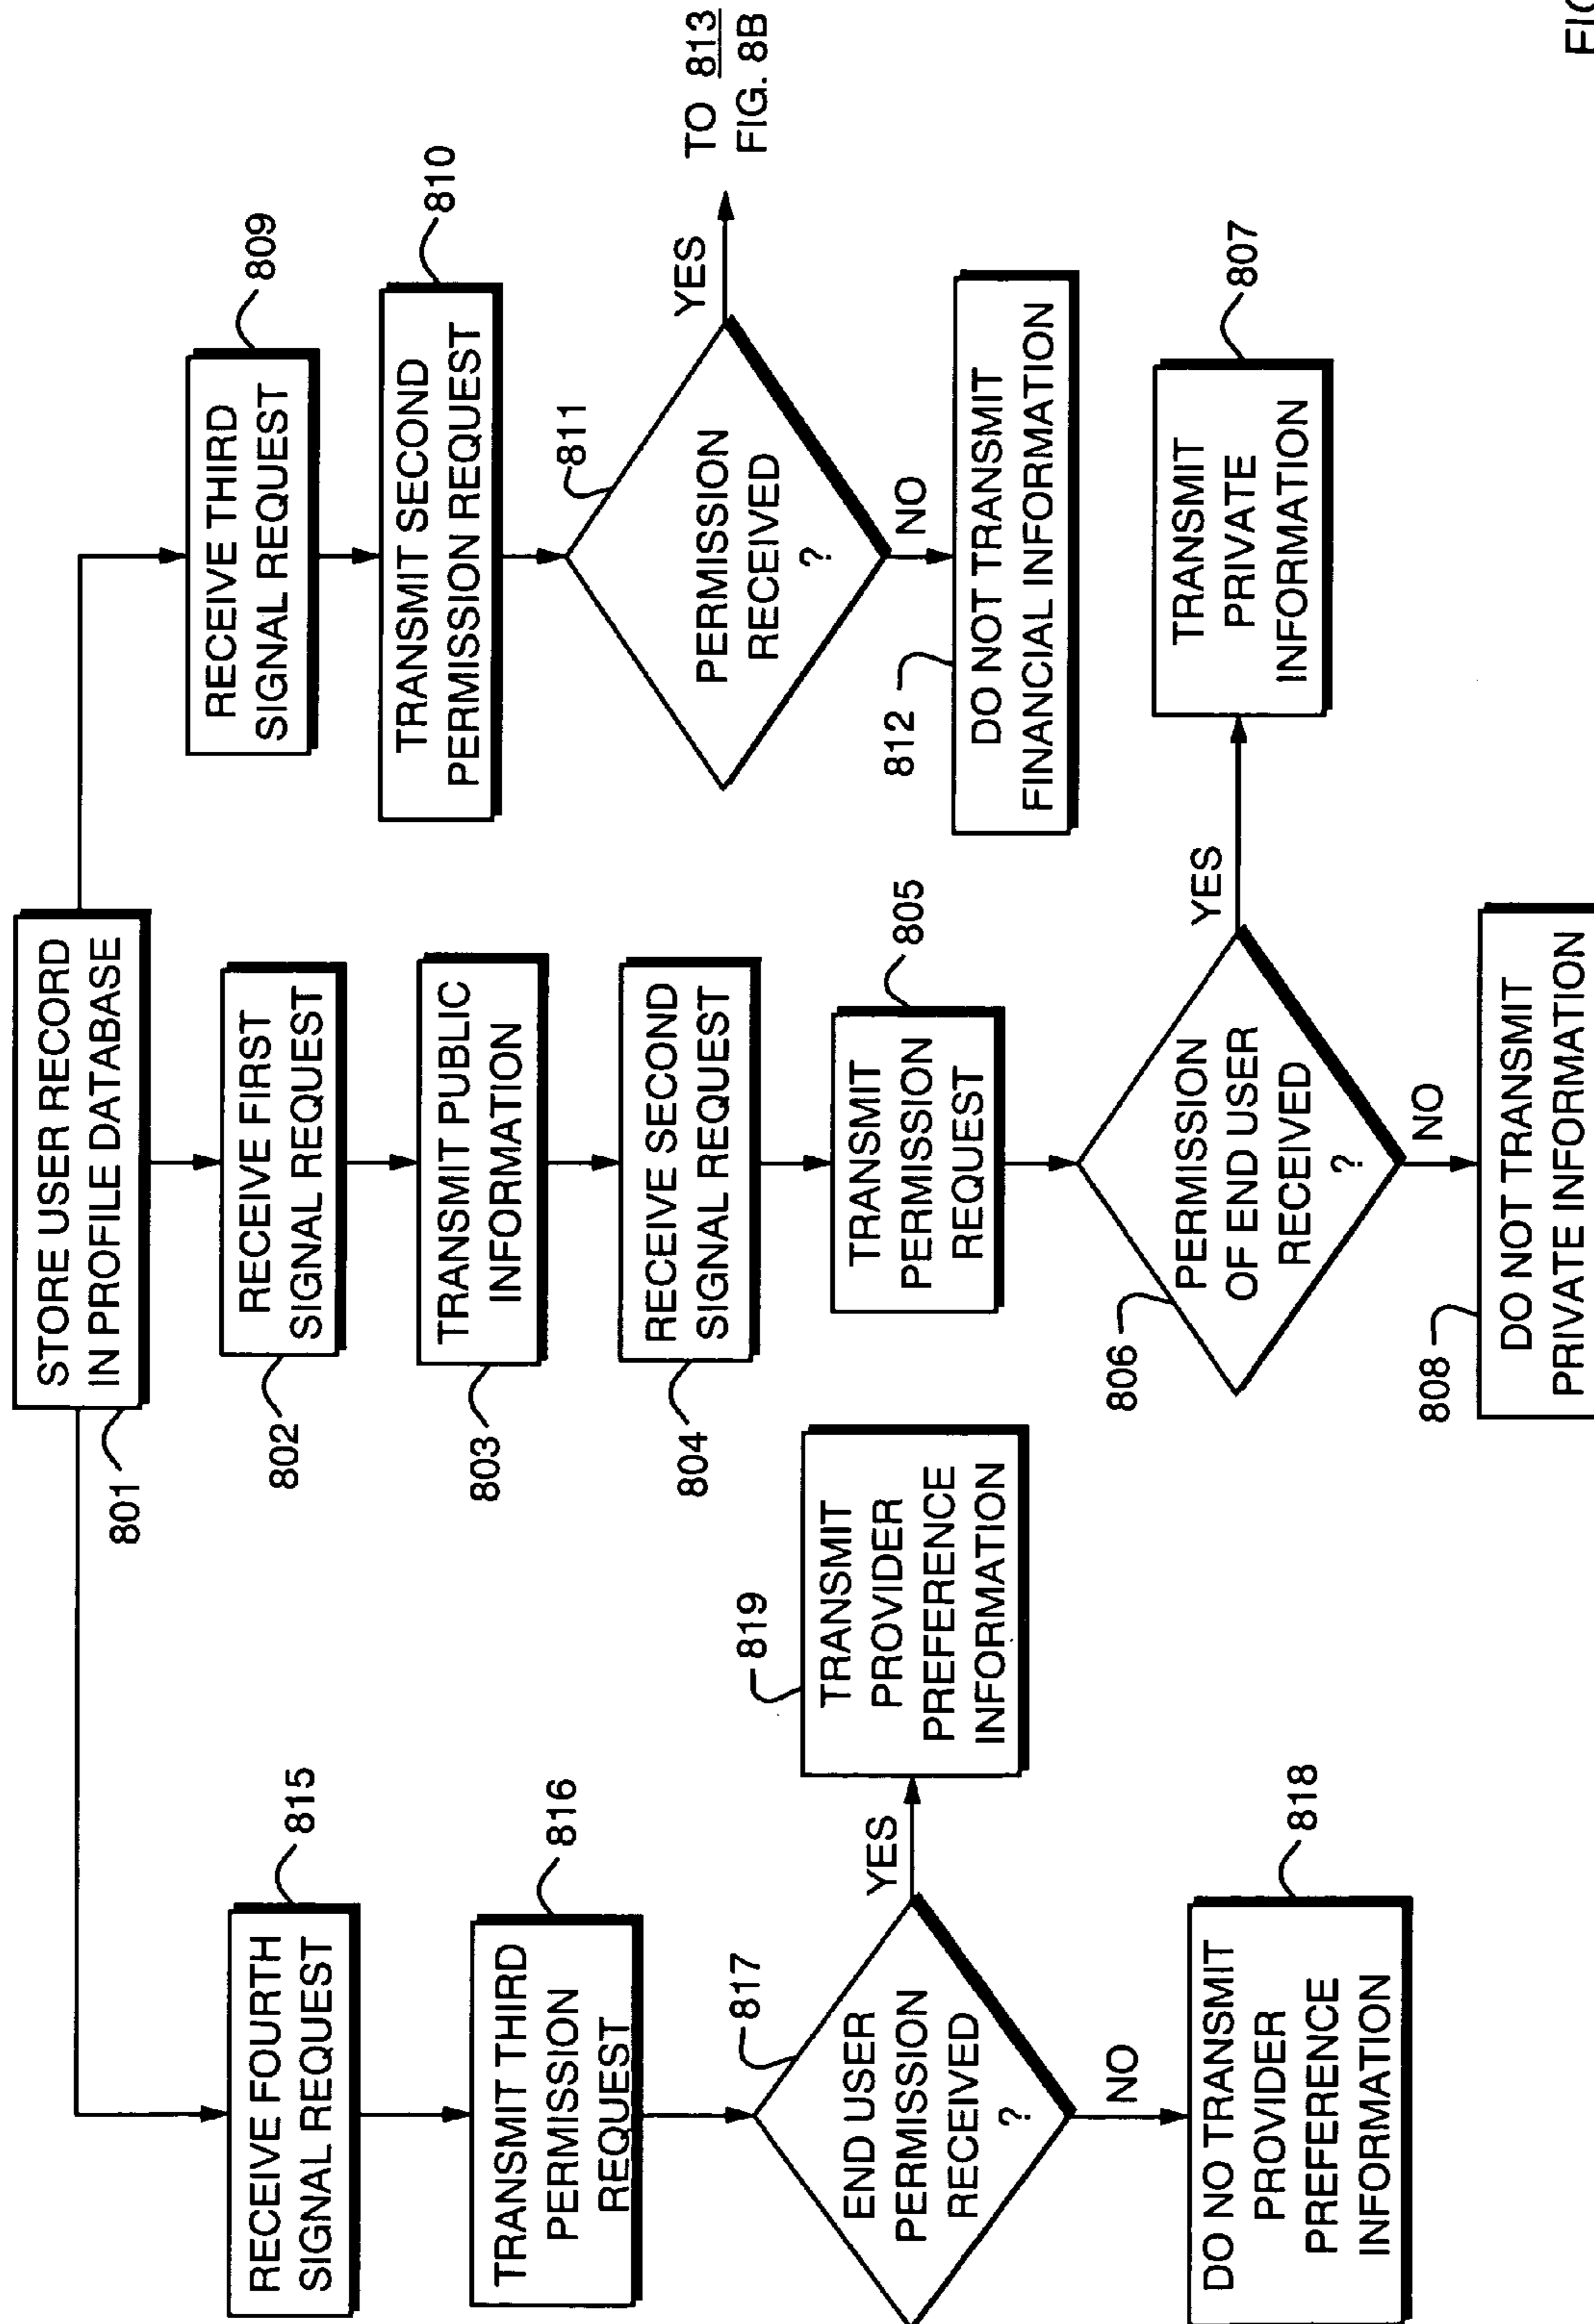 STORE USER RECORD
IN PROFILE DATABASE
801
RECEIVE FOURTH
SIGNAL REQUEST
815
TRANSMIT THIRD
PERMISSION
REQUEST
816
END USER
PERMISSION
RECEIVED
?
817
YES
TRANSMIT
PROVIDER
PREFERENCE
INFORMATION
819
NO
DO NO TRANSMIT
PROVIDER
PREFERENCE
INFORMATION
818
RECEIVE FIRST
SIGNAL REQUEST
802
TRANSMIT PUBLIC
INFORMATION
803
RECEIVE SECOND
SIGNAL REQUEST
804
TRANSMIT
PERMISSION
REQUEST
805
PERMISSION
OF END USER
RECEIVED
?
806
YES
TRANSMIT
PRIVATE
INFORMATION
807
NO
DO NOT TRANSMIT
PRIVATE INFORMATION
808
RECEIVE THIRD
SIGNAL REQUEST
809
TRANSMIT SECOND
PERMISSION REQUEST
810
PERMISSION
RECEIVED
?
811
YES
TO 813
FIG. 8B
NO
DO NOT TRANSMIT
FINANCIAL INFORMATION
812